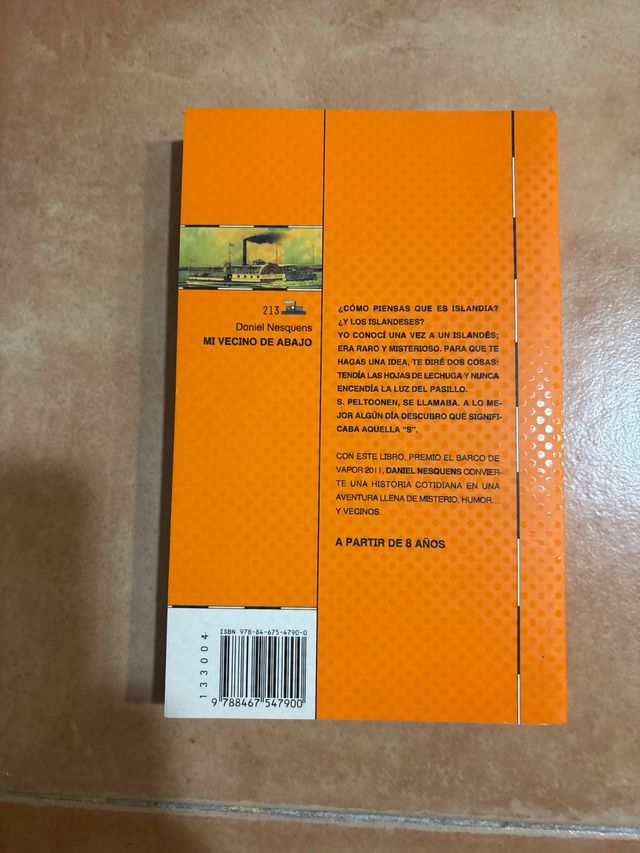 213
Daniel Nesquens
MI VECINO DE ABAJO
¿CÓMO PIENSAS QUE ES ISLANDIA?
¿Y LOS ISLANDESES?
YO CONOCÍ UNA VEZ A UN ISLANDÉS;
ERA RARO Y MISTERIOSO. PARA QUE TE
HAGAS UNA IDEA, TE DIRÉ DOS COSAS:
TENDÍA LAS HOJAS DE LECHUGA Y NUNCA
ENCENDÍA LA LUZ DEL PASILLO.
S. PELTOONEN, SE LLAMABA. A LO ME-
JOR ALGÚN DÍA DESCUBRO QUÉ SIGNIFI-
CABA AQUELLA "S".
CON ESTE LIBRO, PREMIO EL BARCO DE
VAPOR 2011, DANIEL NESQUENS CONVIER-
TE UNA HISTORIA COTIDIANA EN UNA
AVENTURA LLENA DE MISTERIO, HUMOR...
Y VECINOS.
A PARTIR DE 8 AÑOS
ISBN 978-84-675-4790-0
133004
9 788467 547900